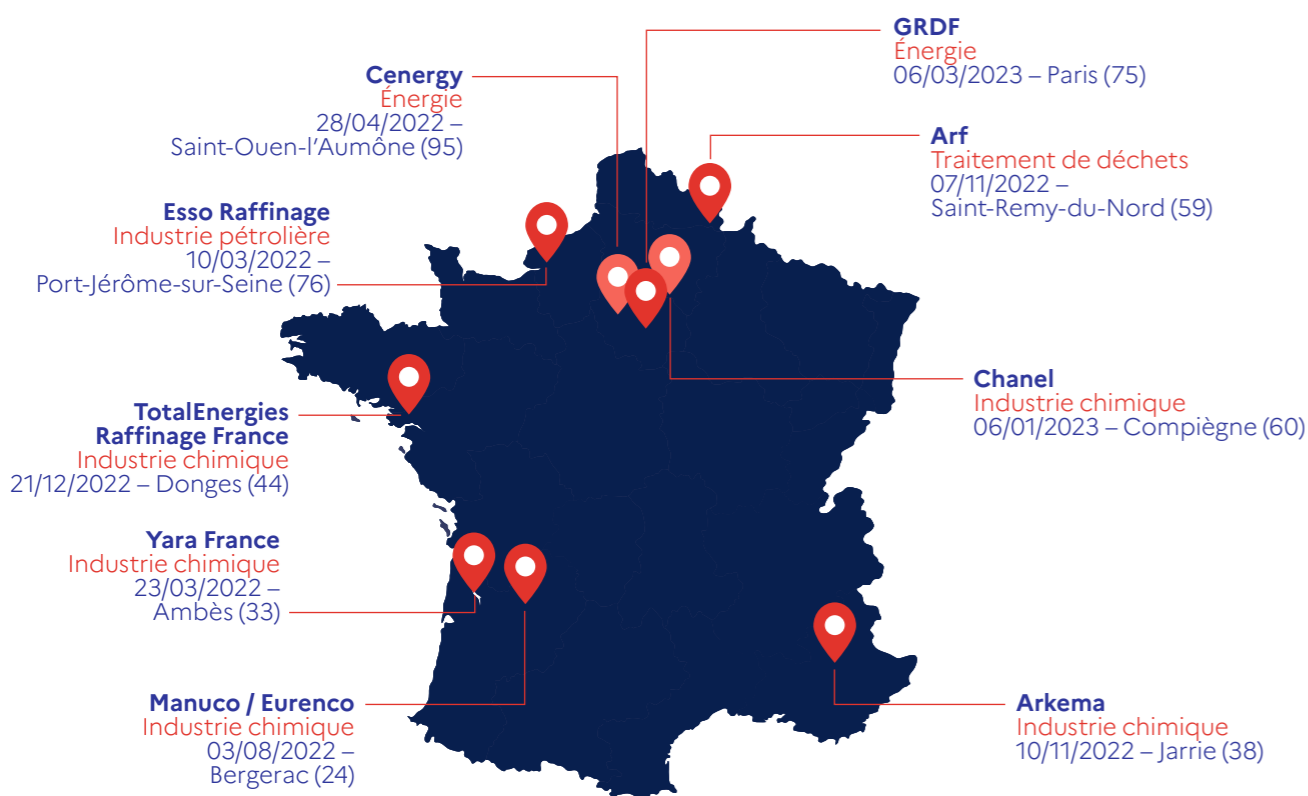 GRDF
Énergie
06/03/2023 – Paris (75)
Cenergy
Énergie
28/04/2022 –
Saint-Ouen-l'Aumône (95)
Arf
Traitement de déchets
07/11/2022 –
Saint-Remy-du-Nord (59)
Esso Raffinage
Industrie pétrolière
10/03/2022 –
Port-Jérôme-sur-Seine (76)
Chanel
Industrie chimique
06/01/2023 – Compiègne (60)
TotalEnergies
Raffinage France
Industrie chimique
21/12/2022 – Donges (44)
Yara France
Industrie chimique
23/03/2022 –
Ambès (33)
Manuco / Eurenco
Industrie chimique
03/08/2022 –
Bergerac (24)
Arkema
Industrie chimique
10/11/2022 – Jarrie (38)